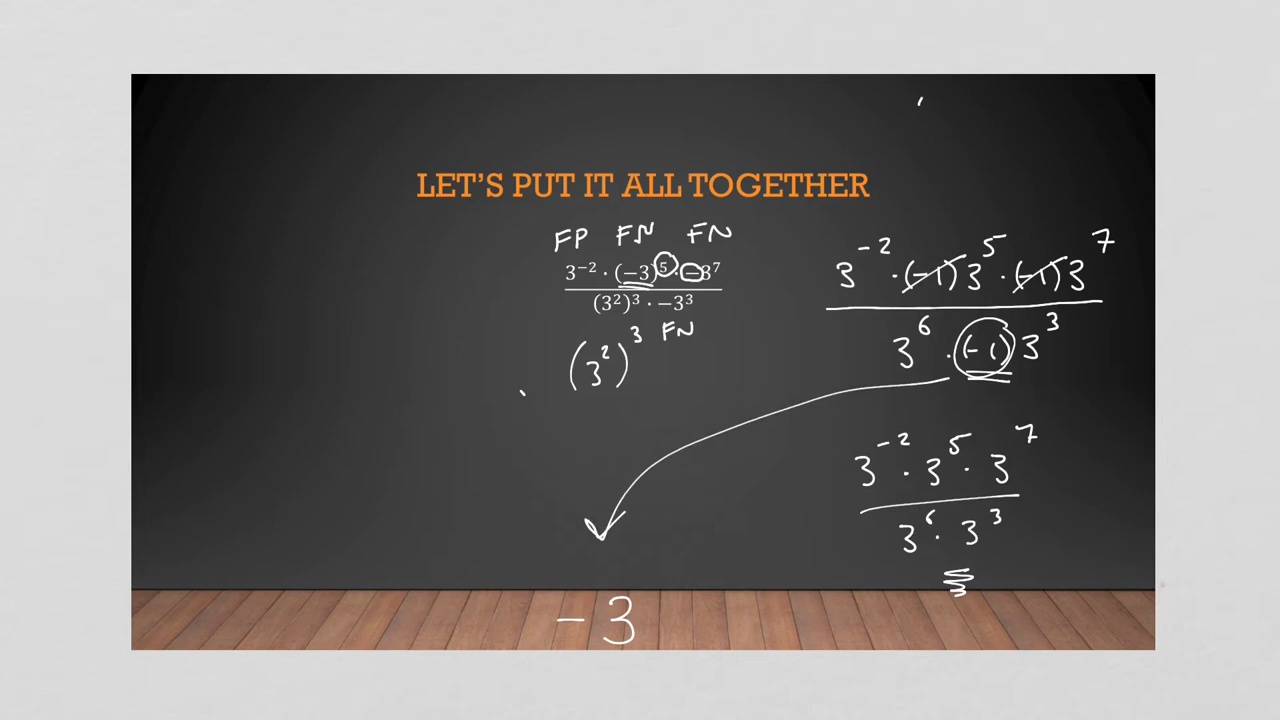 LET'S PUT IT ALL TOGETHER
FP FN FN
3⁻² · (−3)⁵ · −3⁷
(3²)³ · −3³
FN
(3²)³
3⁻² · (−1)3⁵ · (−1)3⁷
3⁶ · (−1)3³
3⁻² · 3⁵ · 3⁷
3⁶ · 3³
−3